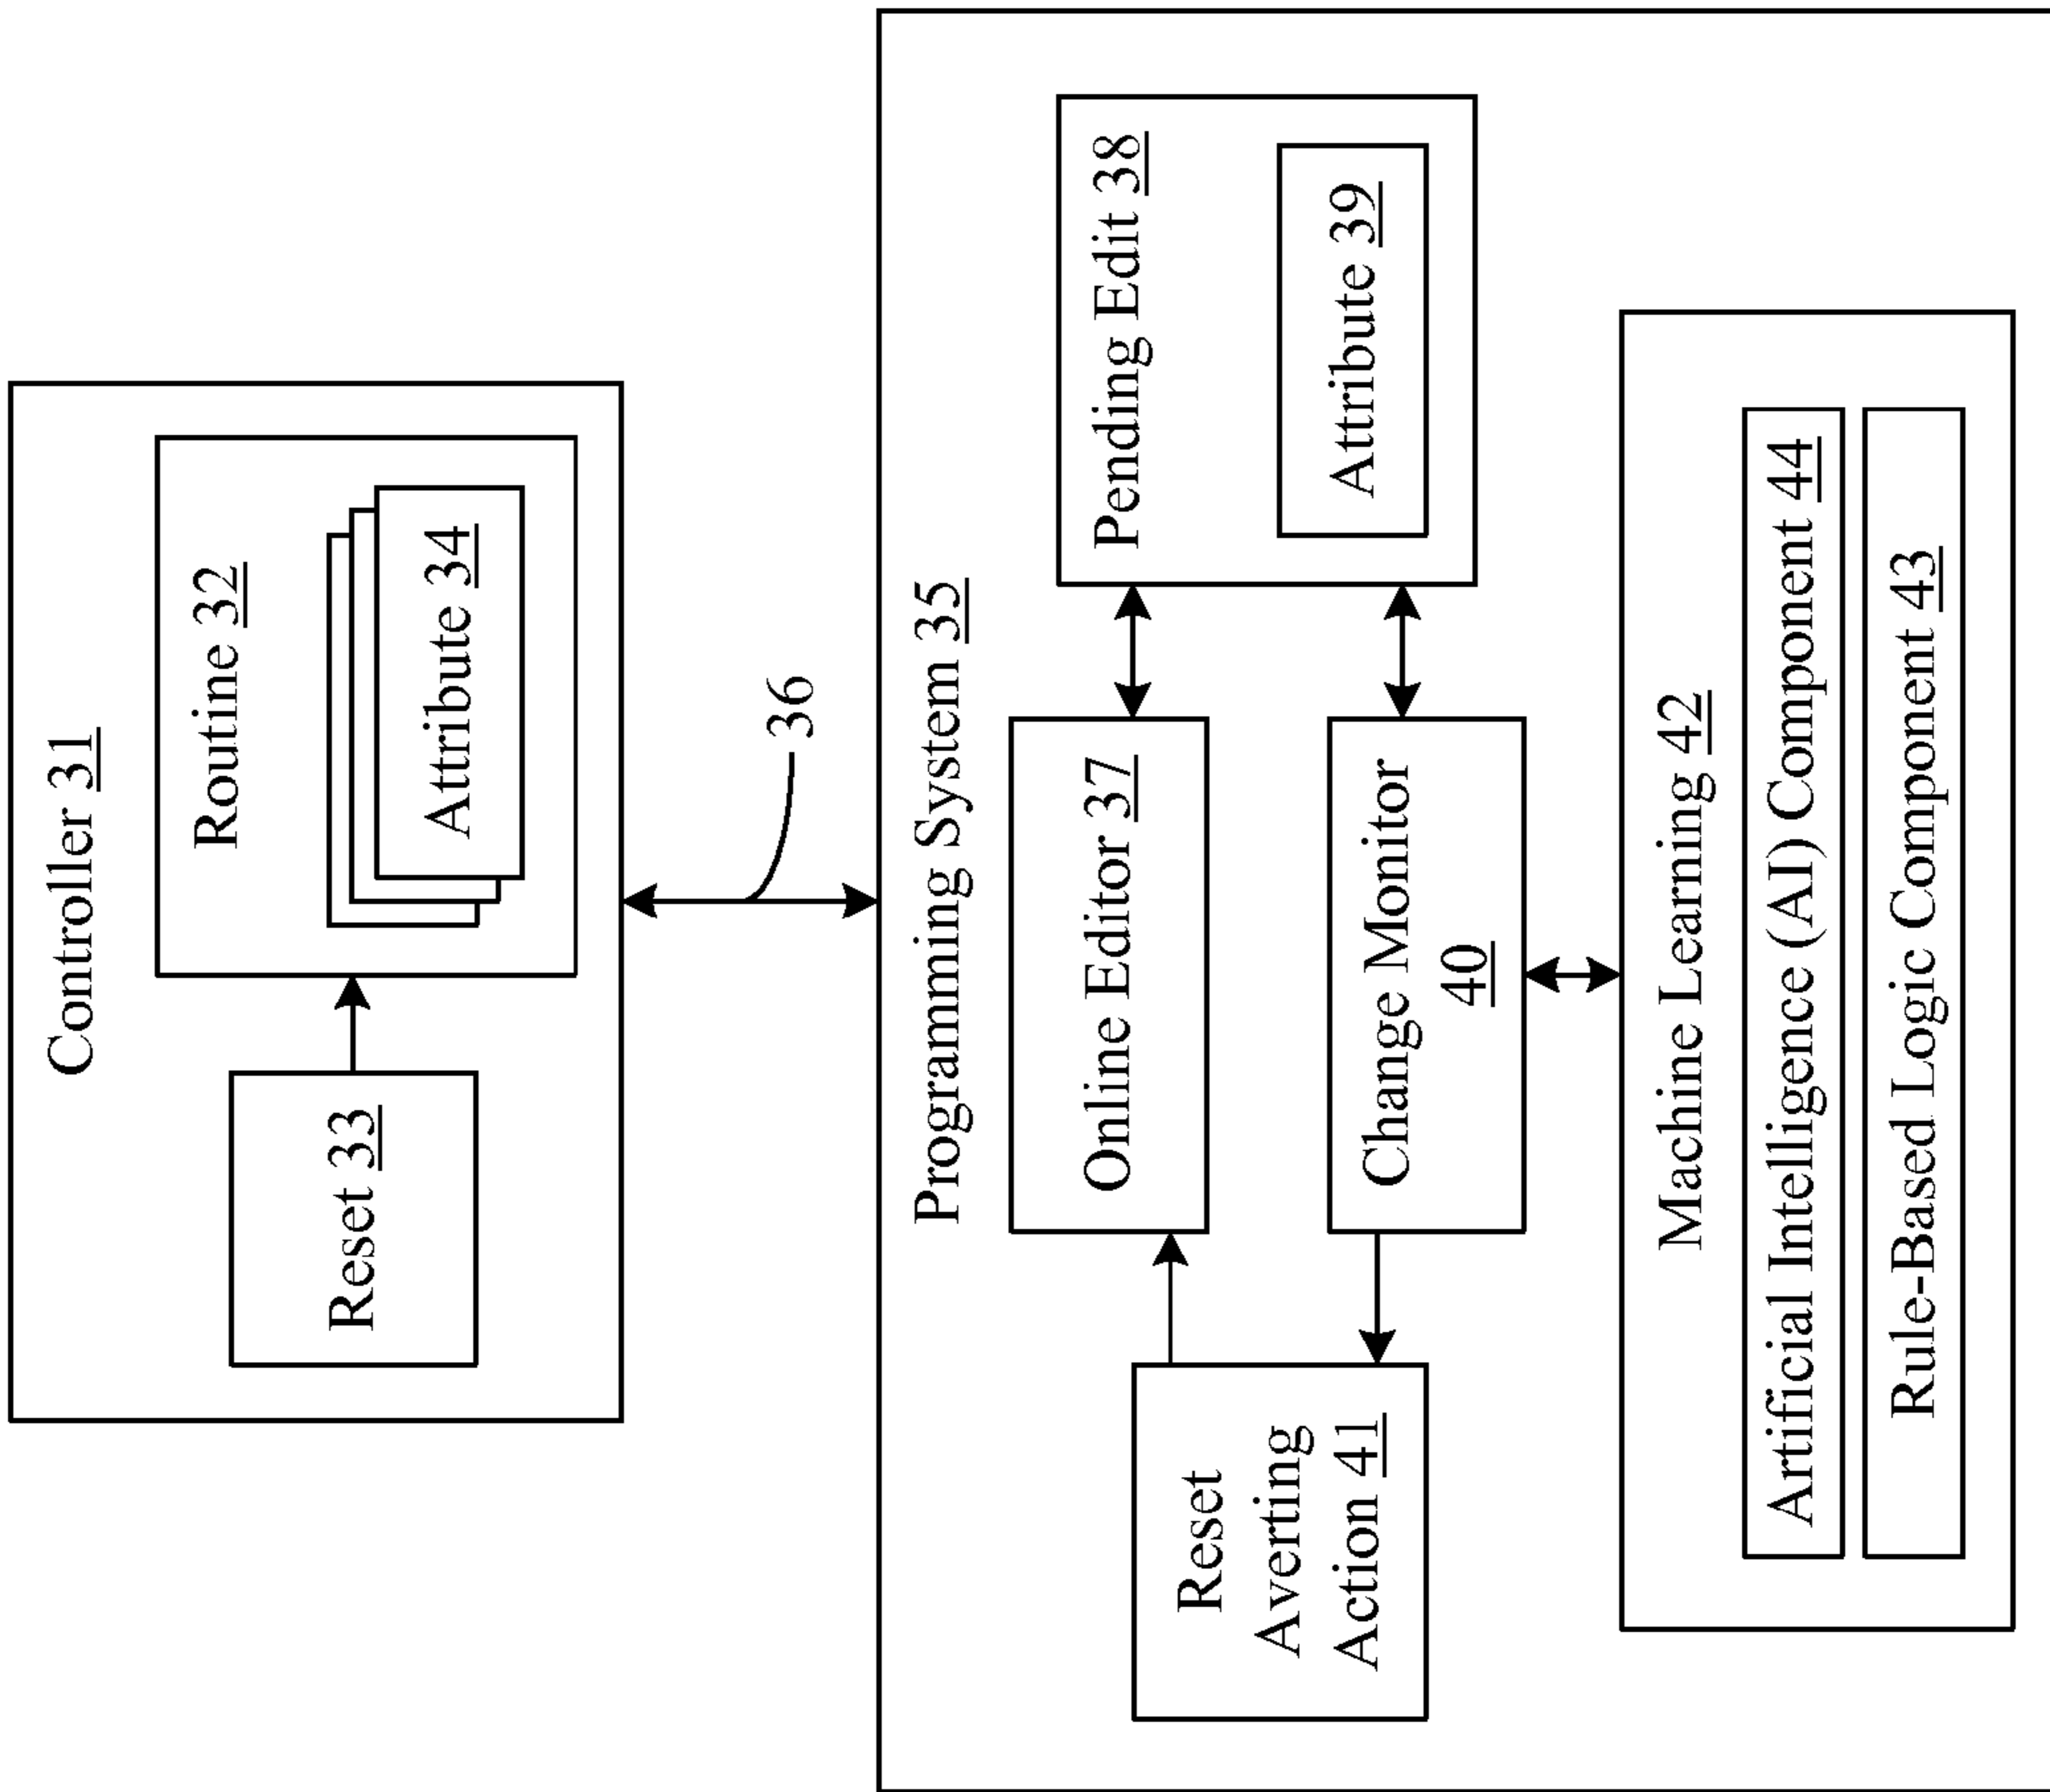 Controller 31
Reset 33
Routine 32
Attribute 34
36
Programming System 35
Reset
Averting
Action 41
Online Editor 37
Change Monitor
40
Pending Edit 38
Attribute 39
Machine Learning 42
Artificial Intelligence (AI) Component 44
Rule-Based Logic Component 43